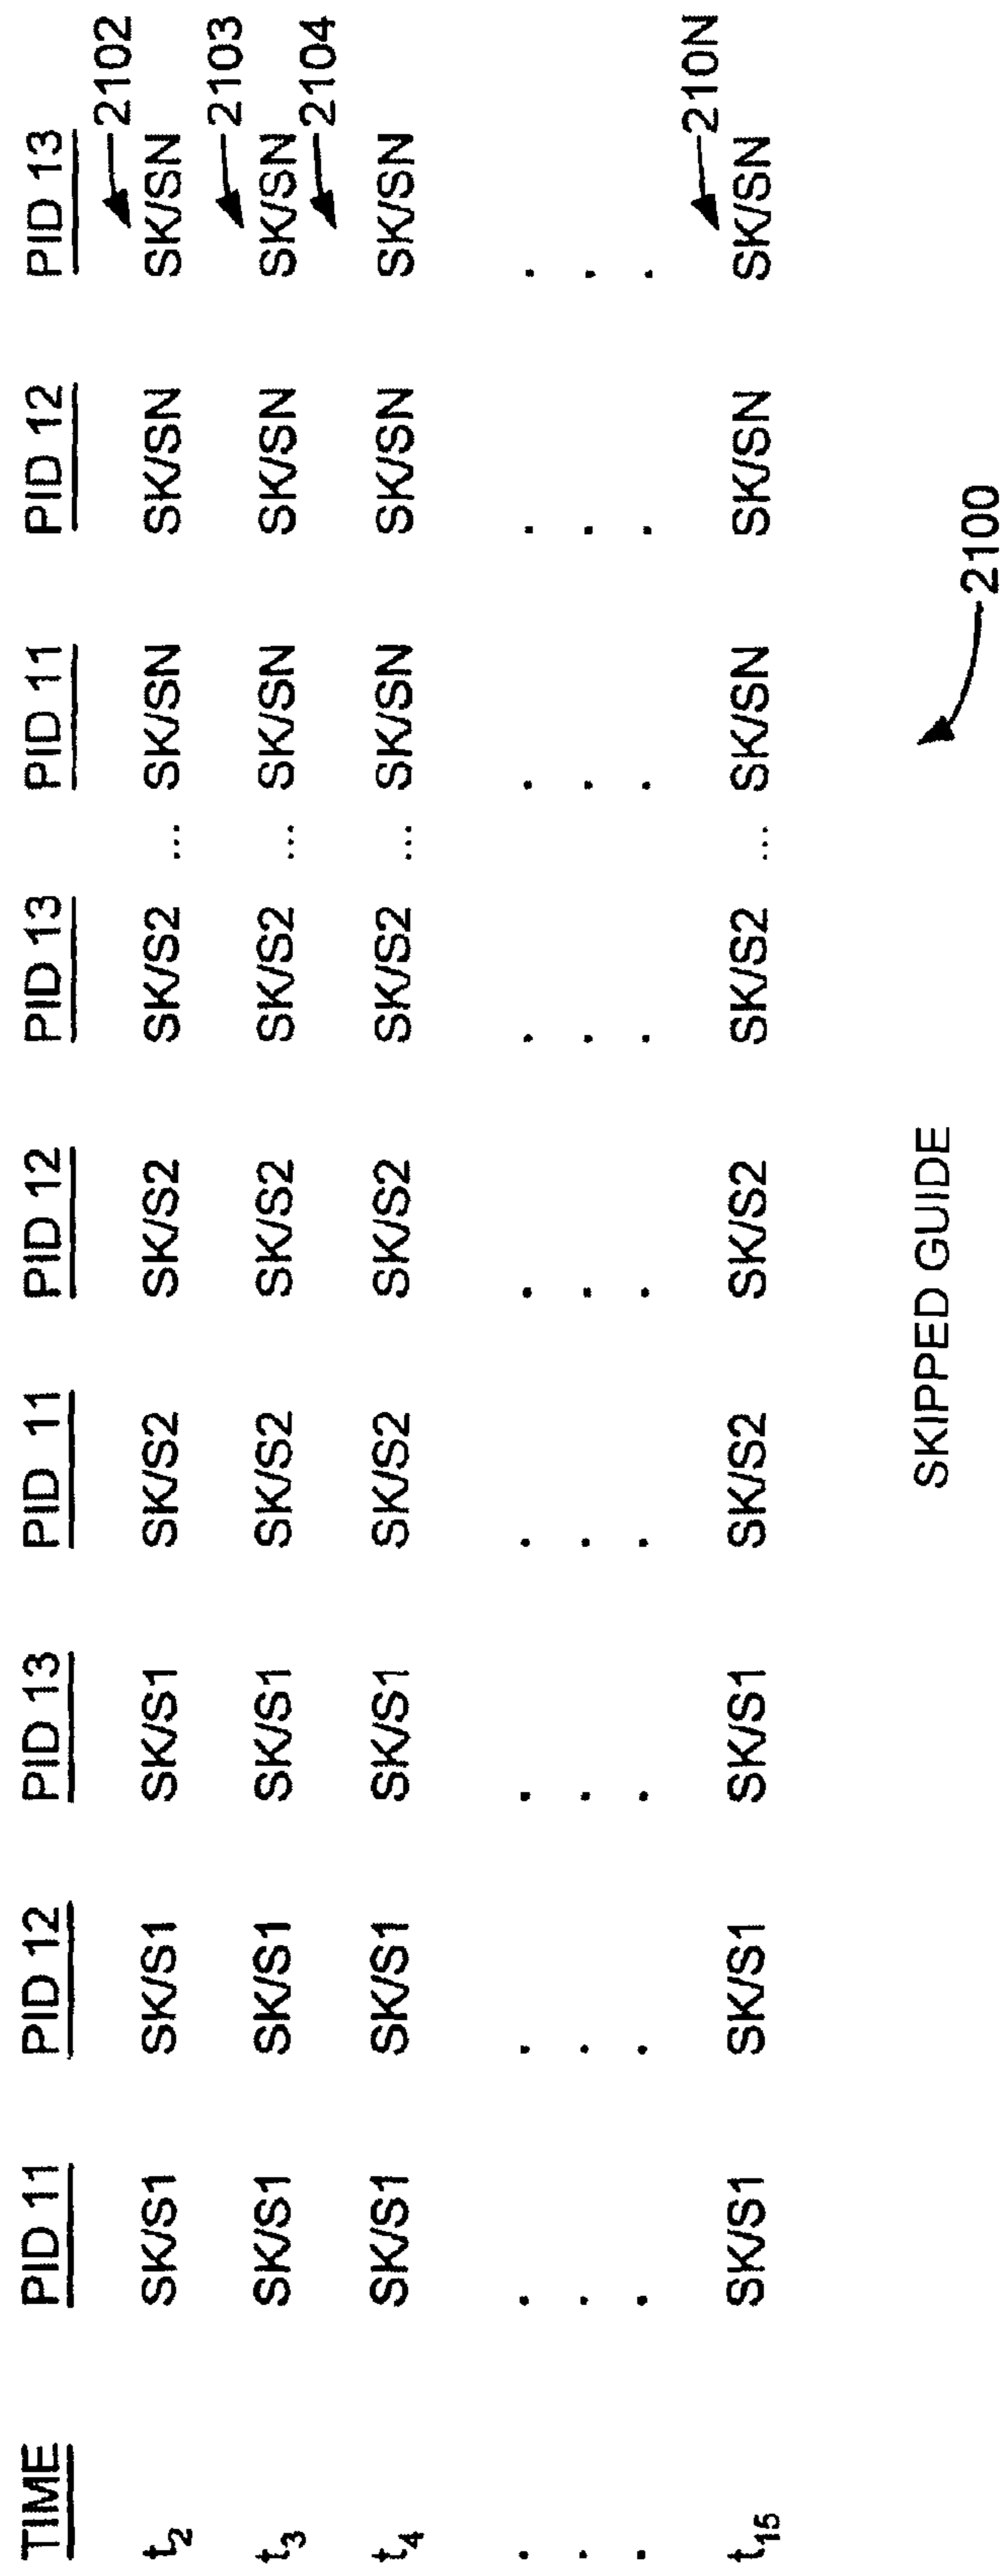 TIME PID 11 PID 12 PID 13 PID 11 PID 12 PID 13 PID 11 PID 12 PID 13
2102
t2 SK/S1 SK/S1 SK/S1 SK/S2 SK/S2 SK/S2 ... SK/SN SK/SN SK/SN
2103
t3 SK/S1 SK/S1 SK/S1 SK/S2 SK/S2 SK/S2 ... SK/SN SK/SN SK/SN
2104
t4 SK/S1 SK/S1 SK/S1 SK/S2 SK/S2 SK/S2 ... SK/SN SK/SN SK/SN
. . . . . . . . . .
. . . . . . . . . .
. . . . . . . . . .
210N
t15 SK/S1 SK/S1 SK/S1 SK/S2 SK/S2 SK/S2 ... SK/SN SK/SN SK/SN
SKIPPED GUIDE
2100